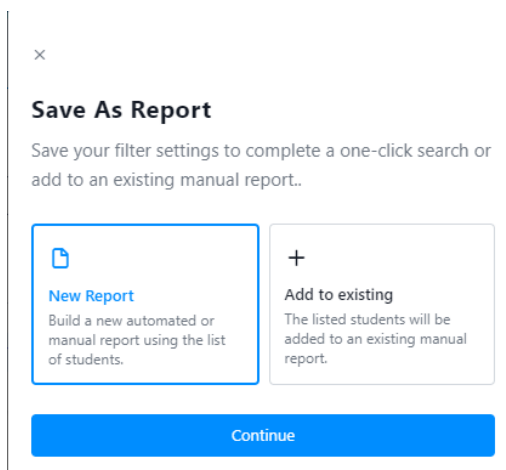 Save As Report
Save your filter settings to complete a one-click search or
add to an existing manual report..
New Report
Build a new automated or
manual report using the list
of students.
Add to existing
The listed students will be
added to an existing manual
report.
Continue